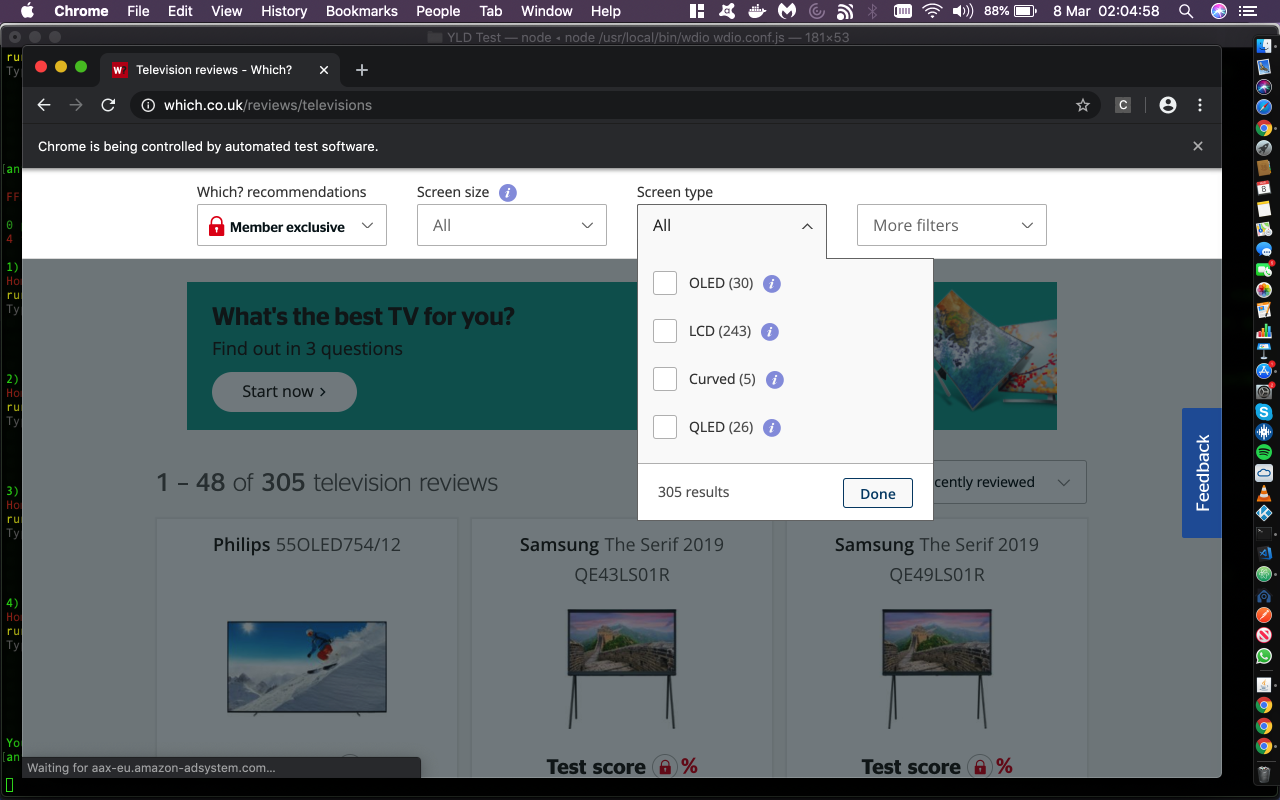 Chrome File Edit View History Bookmarks People Tab Window Help 88% 8 Mar 02:04:58
YLD Test — node • node /usr/local/bin/wdio wdio.conf.js — 181×53
Television reviews - Which?
which.co.uk/reviews/televisions
Chrome is being controlled by automated test software.
Which? recommendations
Member exclusive
Screen size
All
Screen type
All
More filters
OLED (30)
LCD (243)
Curved (5)
QLED (26)
305 results
Done
What's the best TV for you?
Find out in 3 questions
Start now
1 – 48 of 305 television reviews
cently reviewed
Feedback
Philips 55OLED754/12
Samsung The Serif 2019
QE43LS01R
Samsung The Serif 2019
QE49LS01R
Test score %
Test score %
Waiting for aax-eu.amazon-adsystem.com...